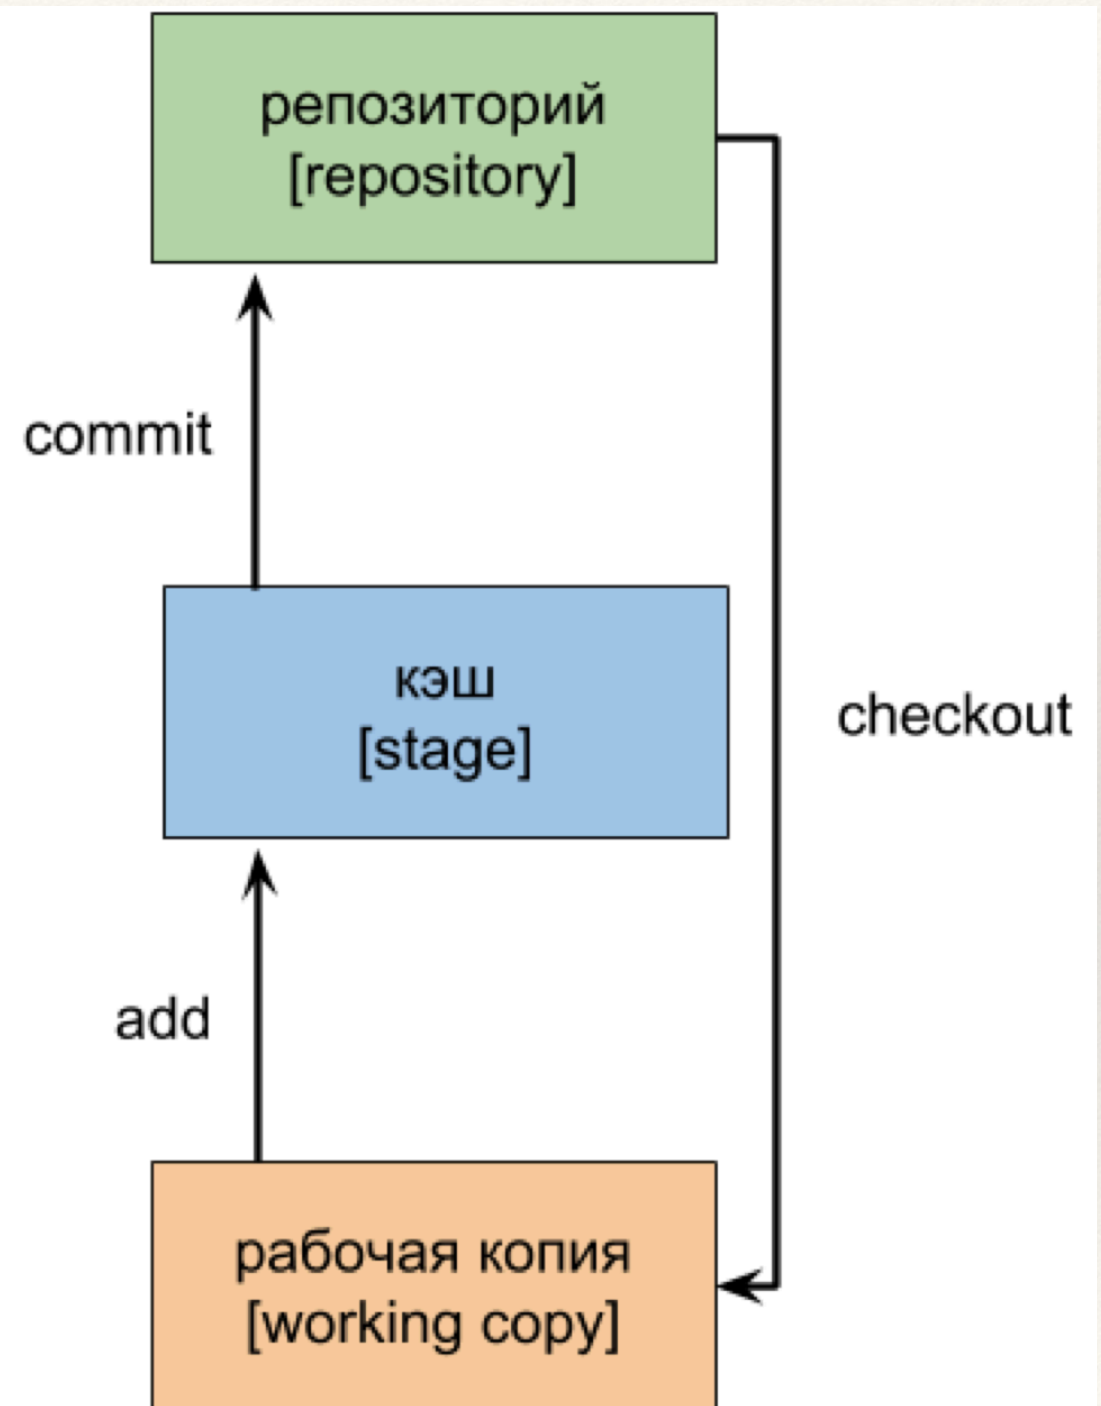 репозиторий
[repository]
commit
кэш
[stage]
checkout
add
рабочая копия
[working copy]